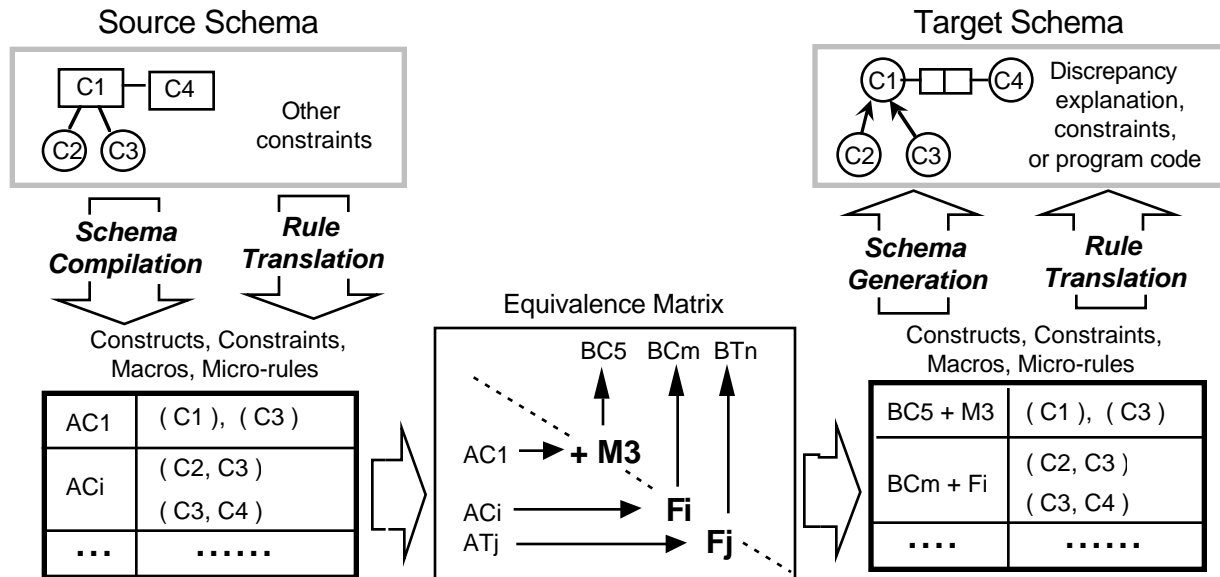 Source Schema
C1
C4
C2
C3
Other
constraints
Schema
Compilation
Rule
Translation
Constructs, Constraints,
Macros, Micro-rules
AC1
( C1 ), ( C3 )
ACi
( C2, C3 )
( C3, C4 )
...
......
Equivalence Matrix
BC5 BCm BTn
AC1
+ M3
ACi
Fi
ATj
Fj
Target Schema
C1
C4
C2
C3
Discrepancy
explanation,
constraints,
or program code
Schema
Generation
Rule
Translation
Constructs, Constraints,
Macros, Micro-rules
BC5 + M3
( C1 ), ( C3 )
BCm + Fi
( C2, C3 )
( C3, C4 )
....
......